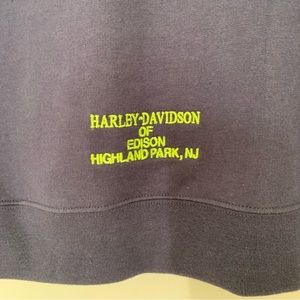 HARLEY-DAVIDSON
OF
EDISON
HIGHLAND PARK, NJ